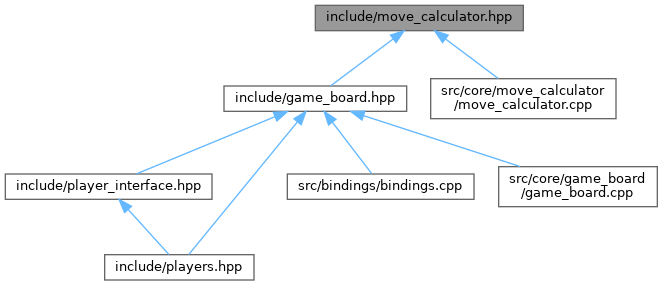 include/move_calculator.hpp
include/game_board.hpp
src/core/move_calculator
/move_calculator.cpp
include/player_interface.hpp
src/bindings/bindings.cpp
src/core/game_board
/game_board.cpp
include/players.hpp